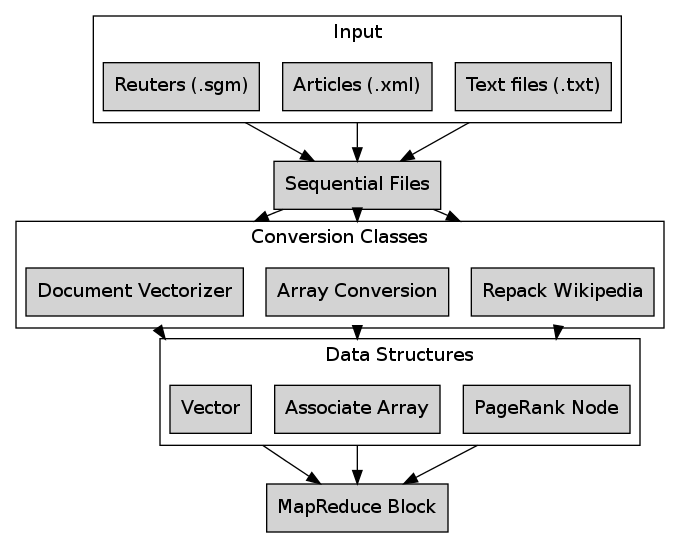 Input
Reuters (.sgm)
Articles (.xml)
Text files (.txt)
Sequential Files
Conversion Classes
Document Vectorizer
Array Conversion
Repack Wikipedia
Data Structures
Vector
Associate Array
PageRank Node
MapReduce Block